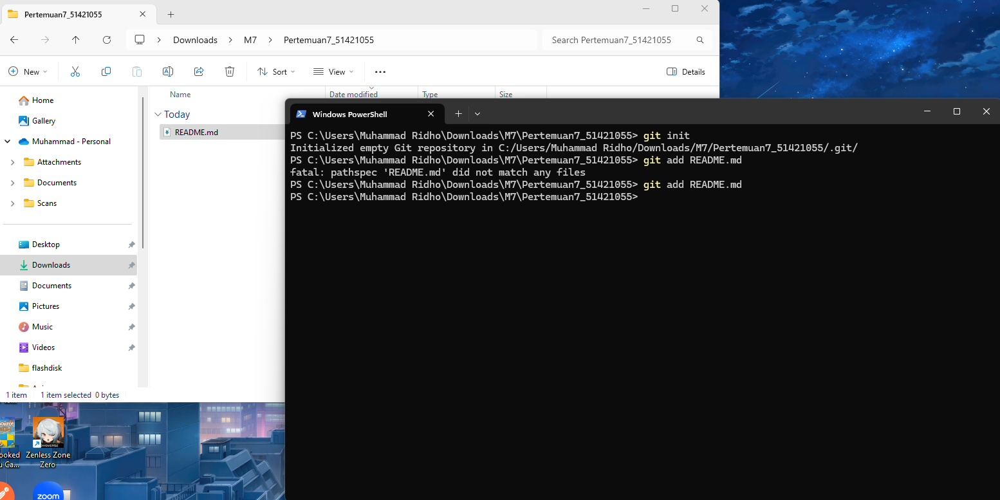 Pertemuan7_51421055
Downloads
M7
Pertemuan7_51421055
Search Pertemuan7_51421055
New
Sort
View
Details
Name
Date modified
Type
Size
Home
Gallery
Muhammad - Personal
Attachments
Documents
Scans
Desktop
Downloads
Documents
Pictures
Music
Videos
flashdisk
1 item
1 item selected 0 bytes
Today
README.md
Windows PowerShell
PS C:\Users\Muhammad Ridho\Downloads\M7\Pertemuan7_51421055> git init
Initialized empty Git repository in C:/Users/Muhammad Ridho/Downloads/M7/Pertemuan7_51421055/.git/
PS C:\Users\Muhammad Ridho\Downloads\M7\Pertemuan7_51421055> git add README.md
fatal: pathspec 'README.md' did not match any files
PS C:\Users\Muhammad Ridho\Downloads\M7\Pertemuan7_51421055> git add README.md
PS C:\Users\Muhammad Ridho\Downloads\M7\Pertemuan7_51421055>
Zenless Zone
Zero
zoom